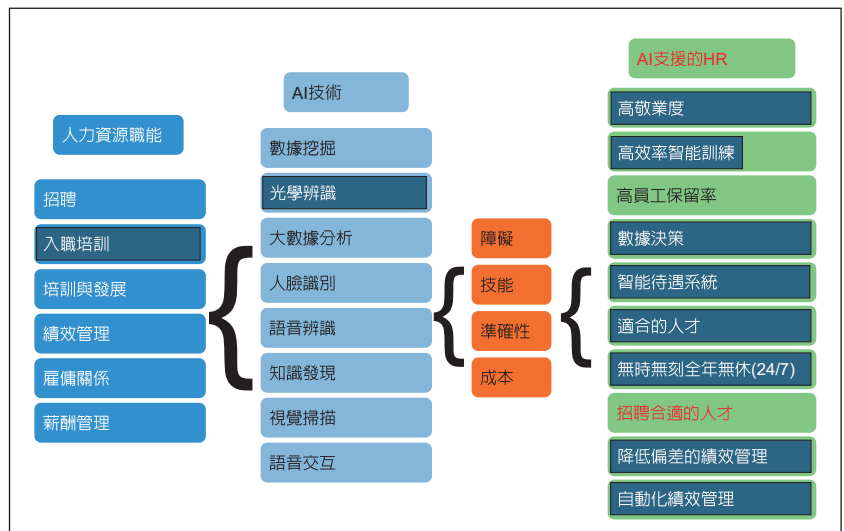 人力資源職能
招聘
入職培訓
培訓與發展
績效管理
雇傭關係
薪酬管理
AI技術
數據挖掘
光學辨識
大數據分析
人臉識別
語音辨識
知識發現
視覺掃描
語音交互
障礙
技能
準確性
成本
AI支援的HR
高敬業度
高效率智能訓練
高員工保留率
數據決策
智能待遇系統
適合的人才
無時無刻全年無休(24/7)
招聘合適的人才
降低偏差的績效管理
自動化績效管理